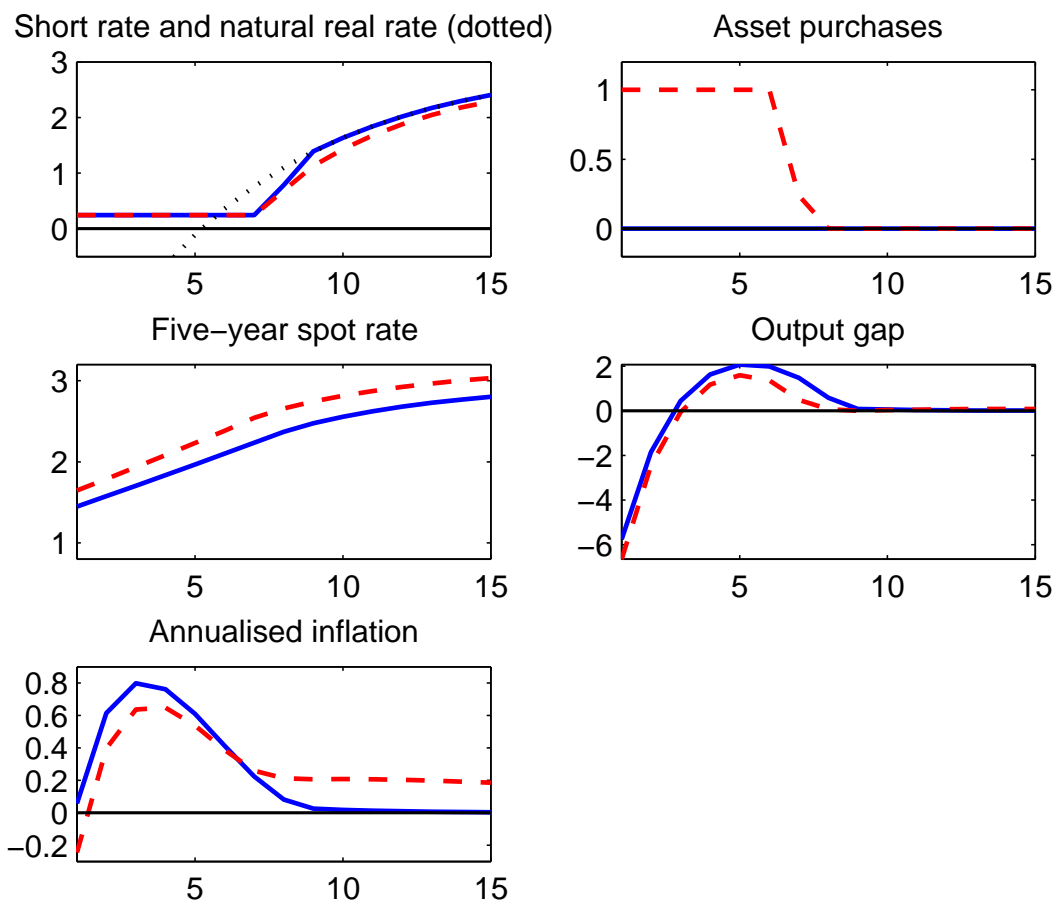 Short rate and natural real rate (dotted)
3
2
1
0
5 10 15
Asset purchases
1
0.5
0
5 10 15
Five−year spot rate
3
2
1
5 10 15
Output gap
2
0
−2
−4
−6
5 10 15
Annualised inflation
0.8
0.6
0.4
0.2
0
−0.2
5 10 15